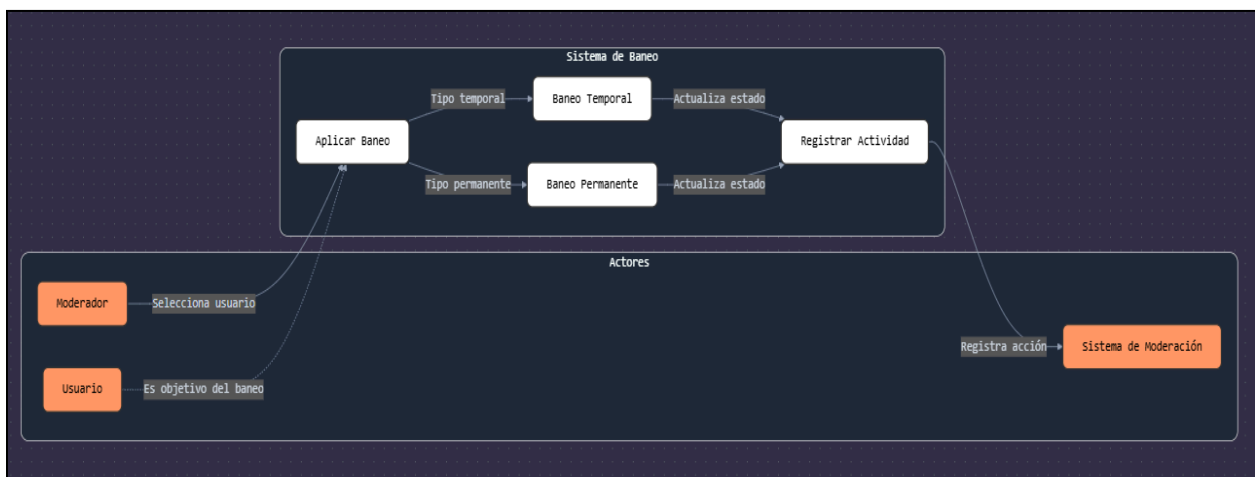 Sistema de Baneo
Tipo temporal
Baneo Temporal
Actualiza estado
Aplicar Baneo
Registrar Actividad
Tipo permanente
Baneo Permanente
Actualiza estado
Actores
Moderador
Selecciona usuario
Registra acción
Sistema de Moderación
Usuario
Es objetivo del baneo